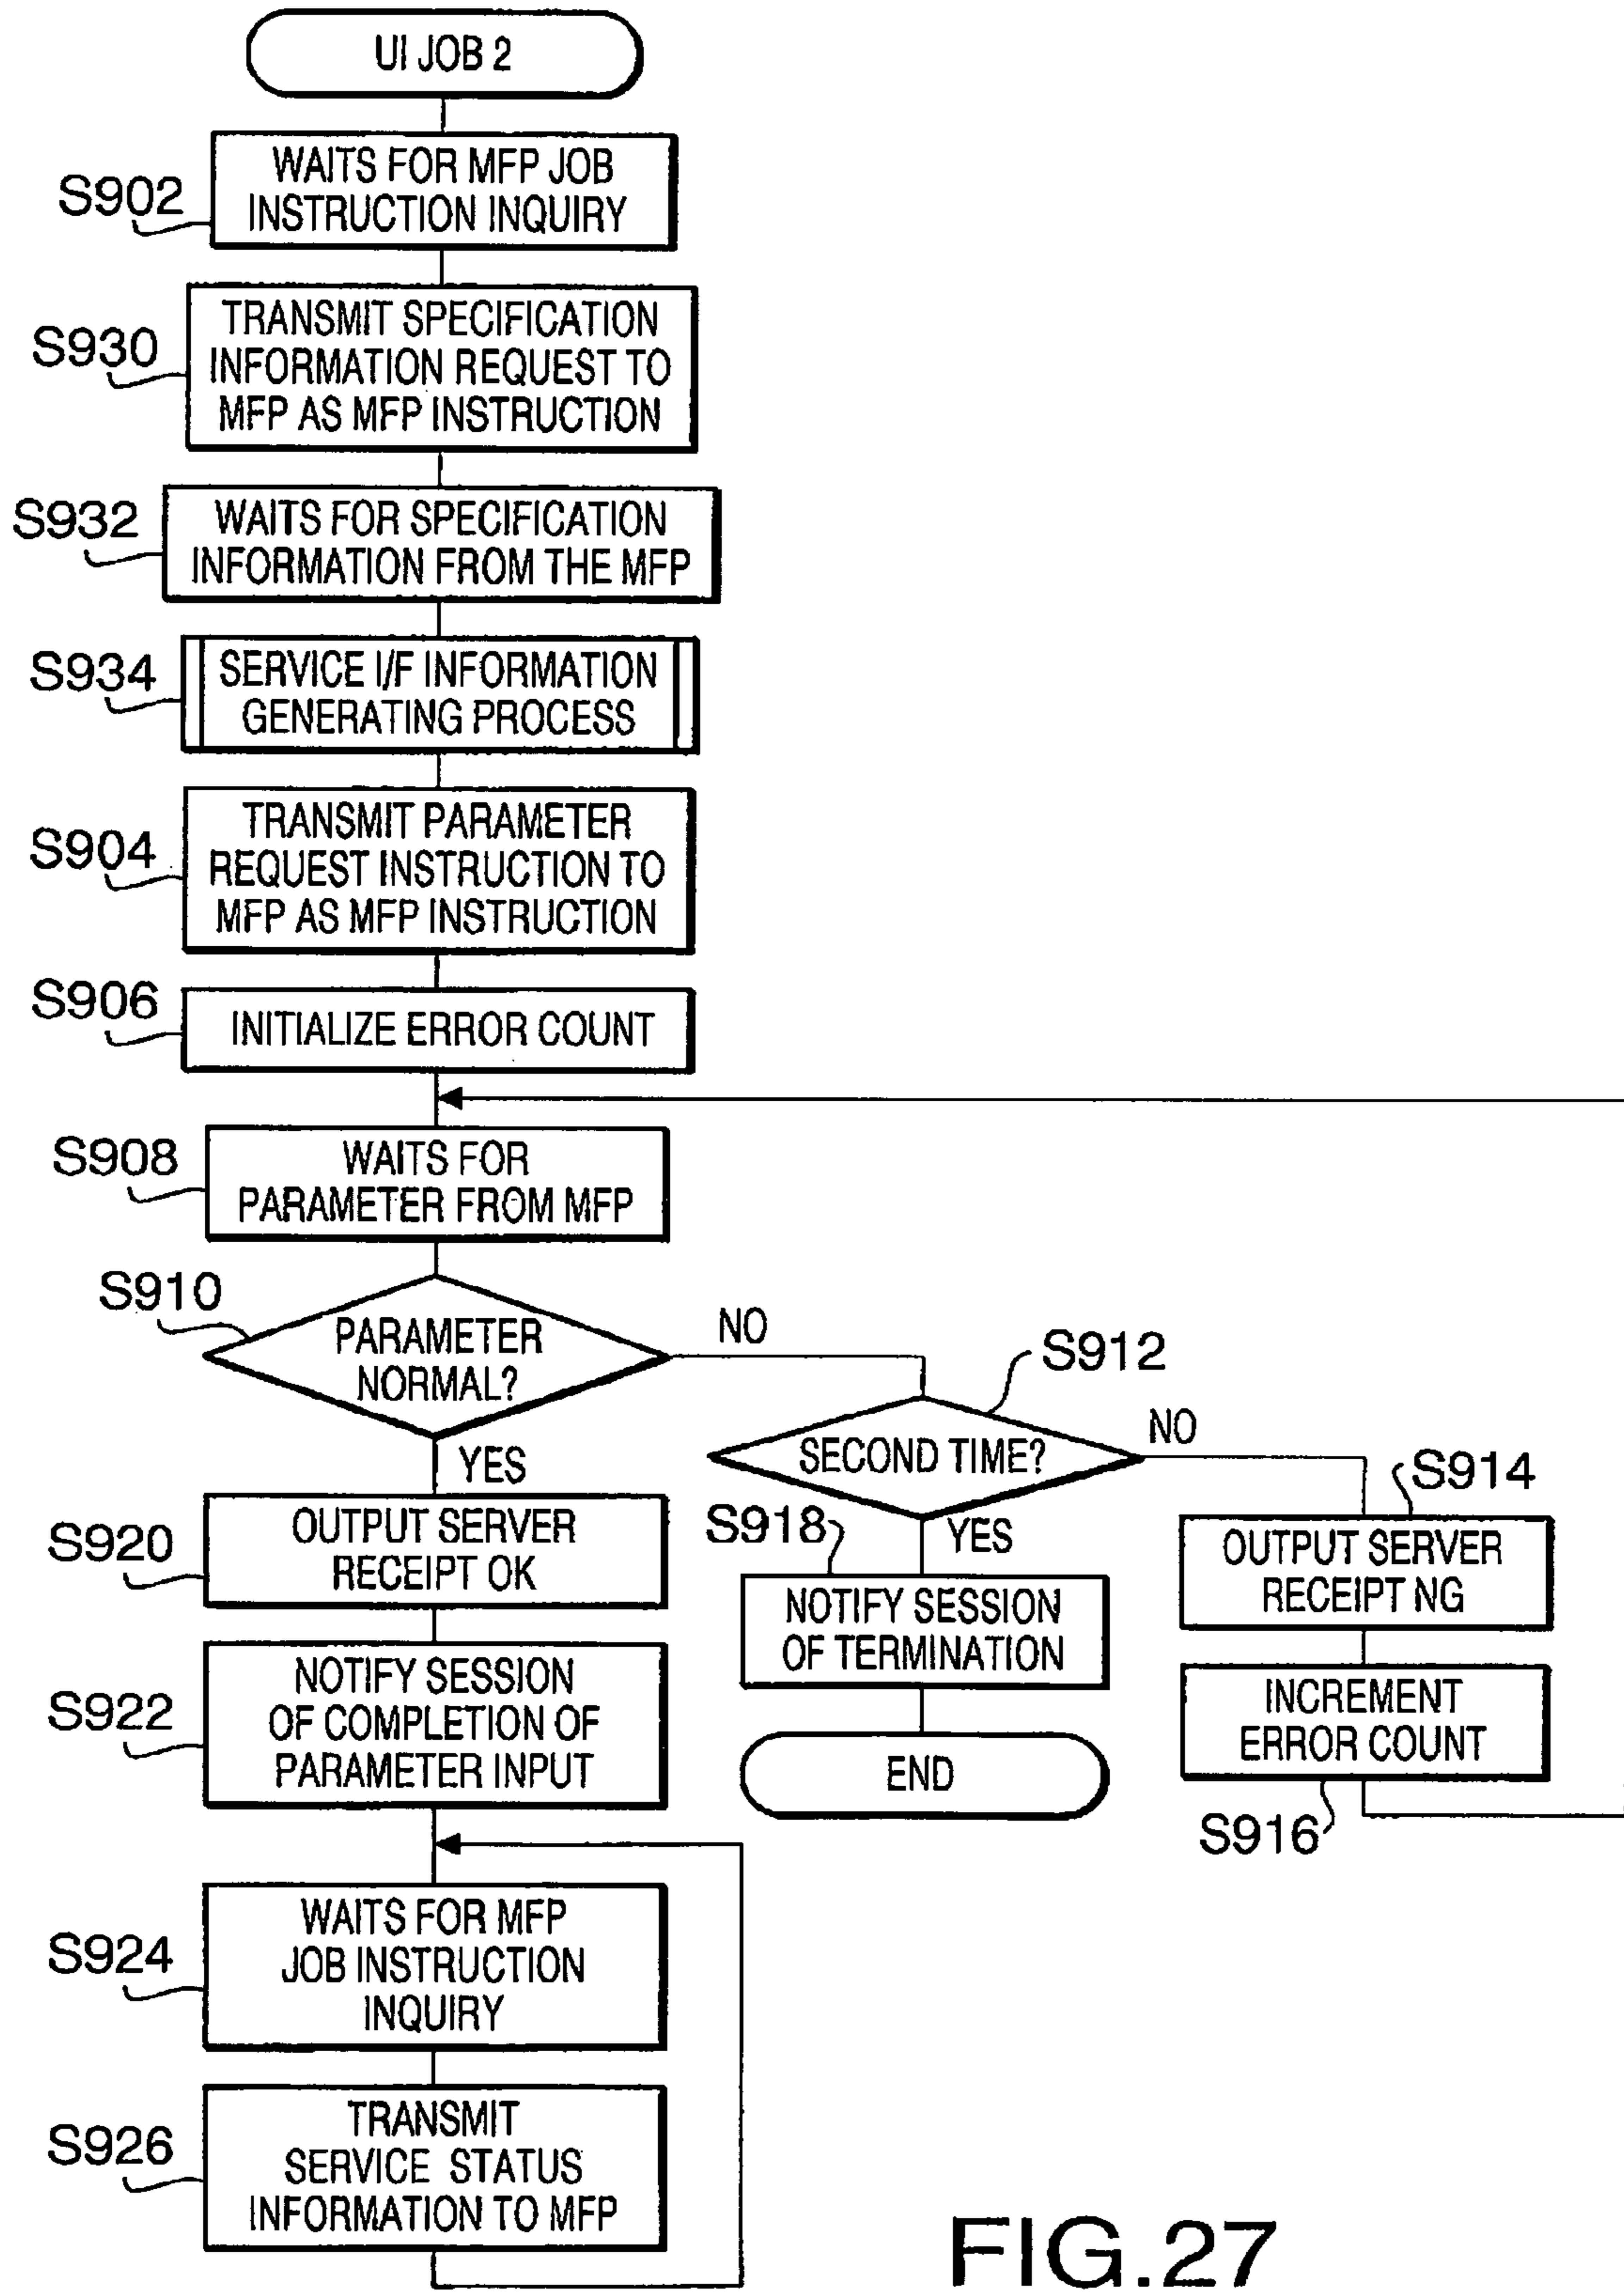 UI JOB 2
S902
WAITS FOR MFP JOB
INSTRUCTION INQUIRY
S930
TRANSMIT SPECIFICATION
INFORMATION REQUEST TO
MFP AS MFP INSTRUCTION
S932
WAITS FOR SPECIFICATION
INFORMATION FROM THE MFP
S934
SERVICE I/F INFORMATION
GENERATING PROCESS
S904
TRANSMIT PARAMETER
REQUEST INSTRUCTION TO
MFP AS MFP INSTRUCTION
S906
INITIALIZE ERROR COUNT
S908
WAITS FOR
PARAMETER FROM MFP
S910
PARAMETER
NORMAL?
NO
YES
S912
SECOND TIME?
NO
YES
S914
OUTPUT SERVER
RECEIPT NG
INCREMENT
ERROR COUNT
S916
S918
NOTIFY SESSION
OF TERMINATION
END
S920
OUTPUT SERVER
RECEIPT OK
S922
NOTIFY SESSION
OF COMPLETION OF
PARAMETER INPUT
S924
WAITS FOR MFP
JOB INSTRUCTION
INQUIRY
S926
TRANSMIT
SERVICE STATUS
INFORMATION TO MFP
FIG.27